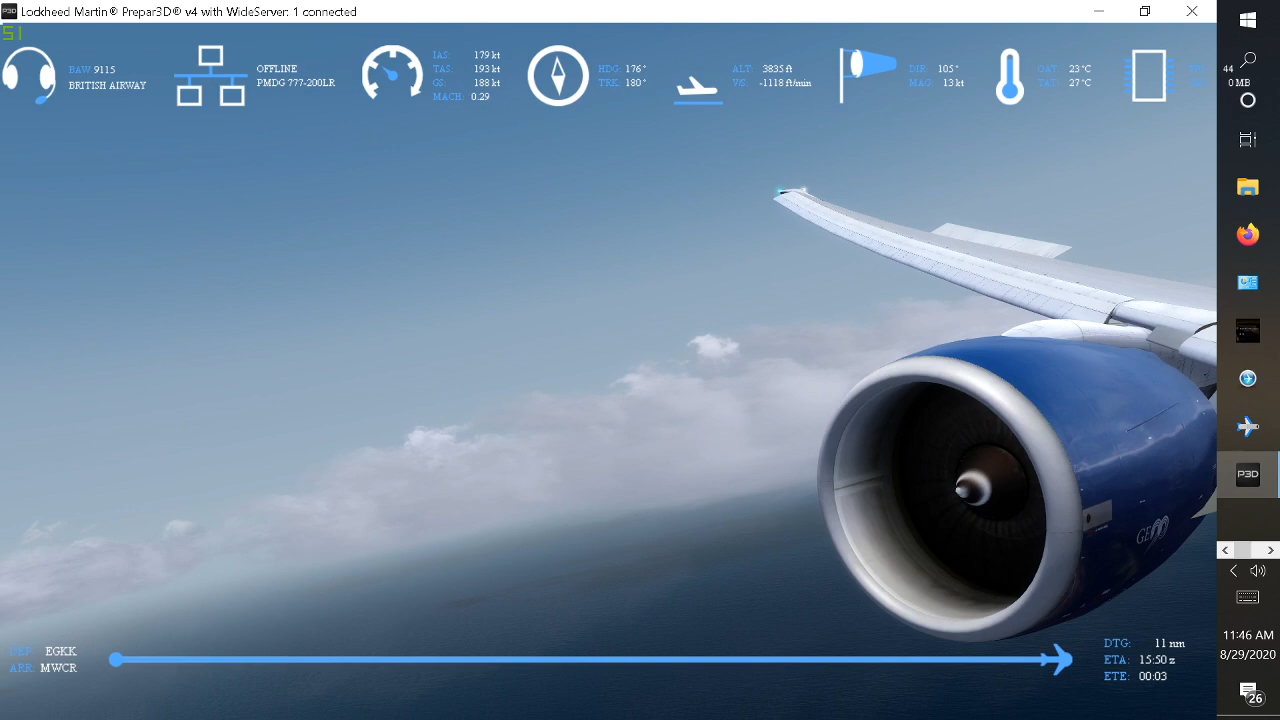 P3D Lockheed Martin® Prepar3D® v4 with WideServer: 1 connected
51
BAW 9115
BRITISH AIRWAY
OFFLINE
PMDG 777-200LR
IAS: 179 kt
TAS: 193 kt
GS: 188 kt
MACH: 0.29
HDG: 176°
TRK: 180°
ALT: 3835 ft
V/S: -1118 ft/min
DIR: 105°
MAG: 13 kt
OAT: 23 °C
TAT: 27 °C
44
0 MB
GE90
P3D
DEP: EGKK
ARR: MWCR
DTG: 11 nm
ETA: 15:50 z
ETE: 00:03
11:46 AM
8/29/2020
26